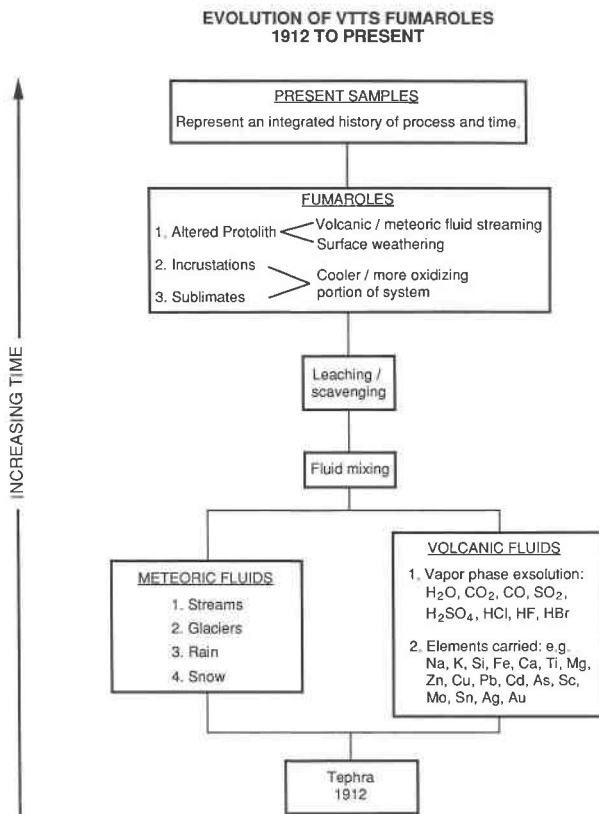 EVOLUTION OF VTTS FUMAROLES
1912 TO PRESENT
INCREASING TIME
PRESENT SAMPLES
Represent an integrated history of process and time.
FUMAROLES
1. Altered Protolith
Volcanic / meteoric fluid streaming
Surface weathering
2. Incrustations
3. Sublimates
Cooler / more oxidizing
portion of system
Leaching /
scavenging
Fluid mixing
METEORIC FLUIDS
1. Streams
2. Glaciers
3. Rain
4. Snow
VOLCANIC FLUIDS
1. Vapor phase exsolution:
H₂O, CO₂, CO, SO₂,
H₂SO₄, HCl, HF, HBr
2. Elements carried: e.g.
Na, K, Si, Fe, Ca, Ti, Mg,
Zn, Cu, Pb, Cd, As, Sc,
Mo, Sn, Ag, Au
Tephra
1912